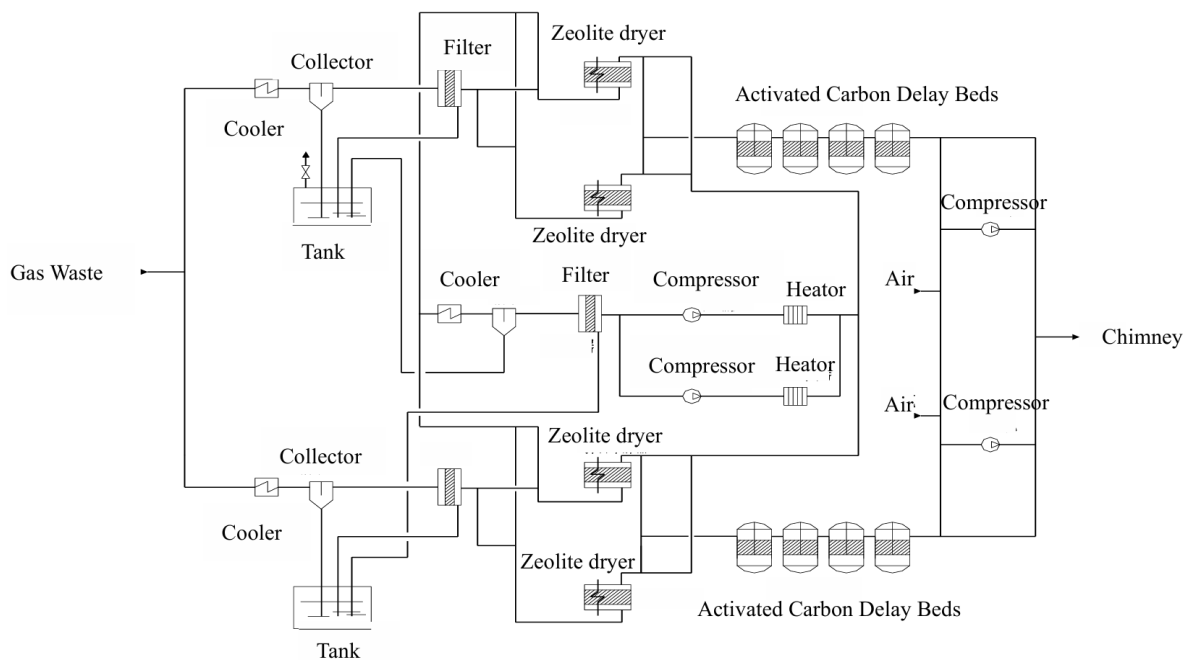 Zeolite dryer
Filter
Collector
Activated Carbon Delay Beds
Cooler
Compressor
Zeolite dryer
Tank
Gas Waste
Cooler
Filter
Compressor
Heator
Air
Chimney
Compressor
Heator
Air
Compressor
Zeolite dryer
Collector
Cooler
Zeolite dryer
Activated Carbon Delay Beds
Tank